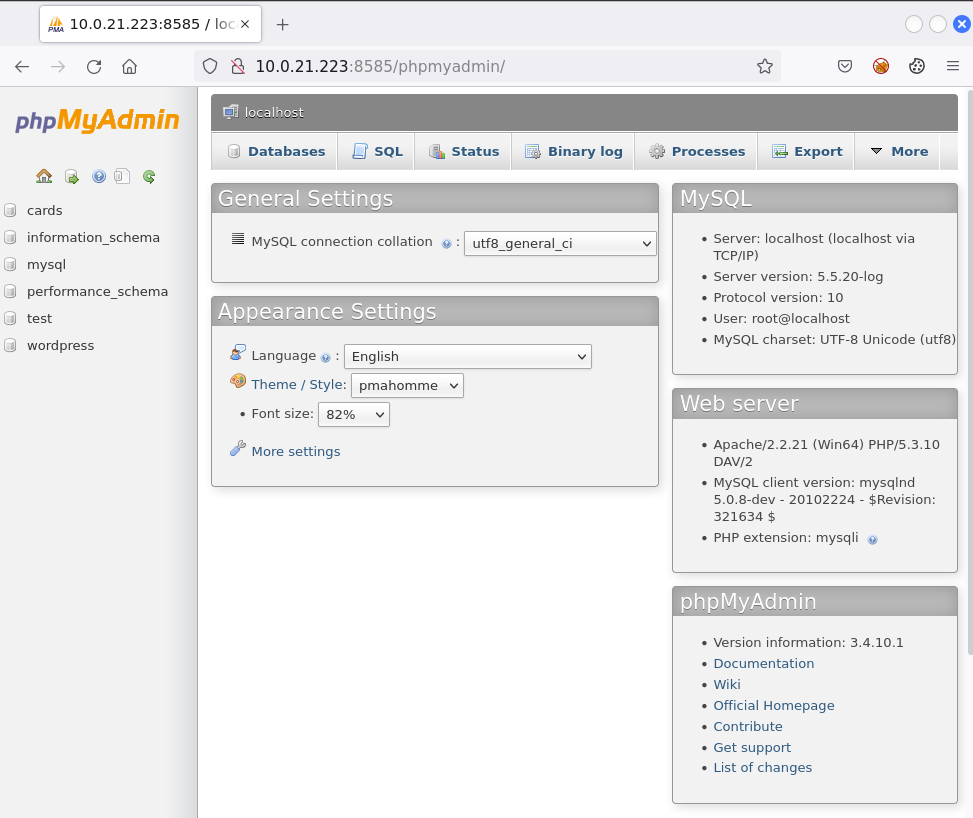 10.0.21.223:8585 / loc
10.0.21.223:8585/phpmyadmin/
phpMyAdmin
cards
information_schema
mysql
performance_schema
test
wordpress
localhost
Databases
SQL
Status
Binary log
Processes
Export
More
General Settings
MySQL connection collation : utf8_general_ci
Appearance Settings
Language : English
Theme / Style: pmahomme
• Font size: 82%
More settings
MySQL
• Server: localhost (localhost via
TCP/IP)
• Server version: 5.5.20-log
• Protocol version: 10
• User: root@localhost
• MySQL charset: UTF-8 Unicode (utf8)
Web server
• Apache/2.2.21 (Win64) PHP/5.3.10
DAV/2
• MySQL client version: mysqlnd
5.0.8-dev - 20102224 - $Revision:
321634 $
• PHP extension: mysqli
phpMyAdmin
• Version information: 3.4.10.1
• Documentation
• Wiki
• Official Homepage
• Contribute
• Get support
• List of changes